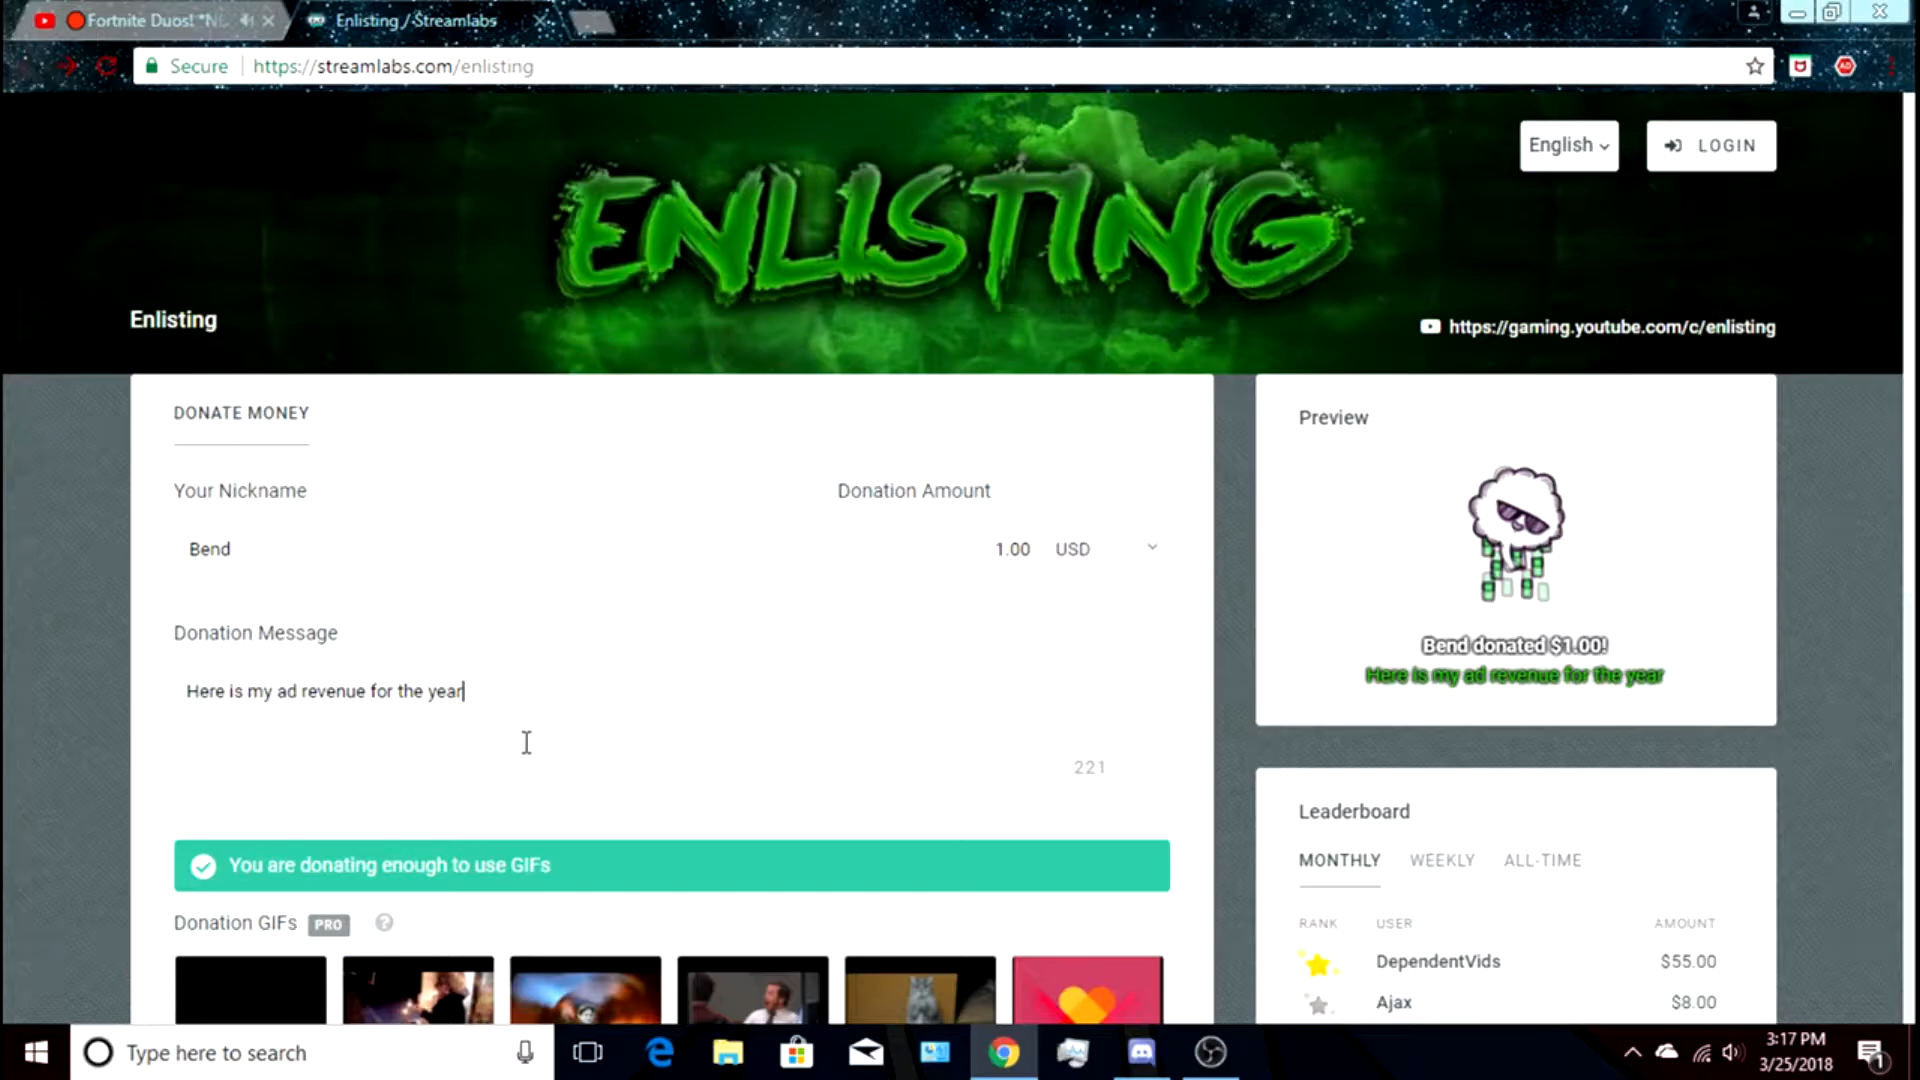 Fortnite Duos! *NE
Enlisting / Streamlabs
Secure
https://streamlabs.com/enlisting
ENLISTING
English
LOGIN
Enlisting
https://gaming.youtube.com/c/enlisting
DONATE MONEY
Your Nickname
Donation Amount
Bend
1.00 USD
Donation Message
Here is my ad revenue for the year
221
You are donating enough to use GIFs
Donation GIFs PRO ?
Preview
Bend donated $1.00!
Here is my ad revenue for the year
Leaderboard
MONTHLY WEEKLY ALL-TIME
RANK USER AMOUNT
DependentVids $55.00
Ajax $8.00
Type here to search
3:17 PM
3/25/2018
1